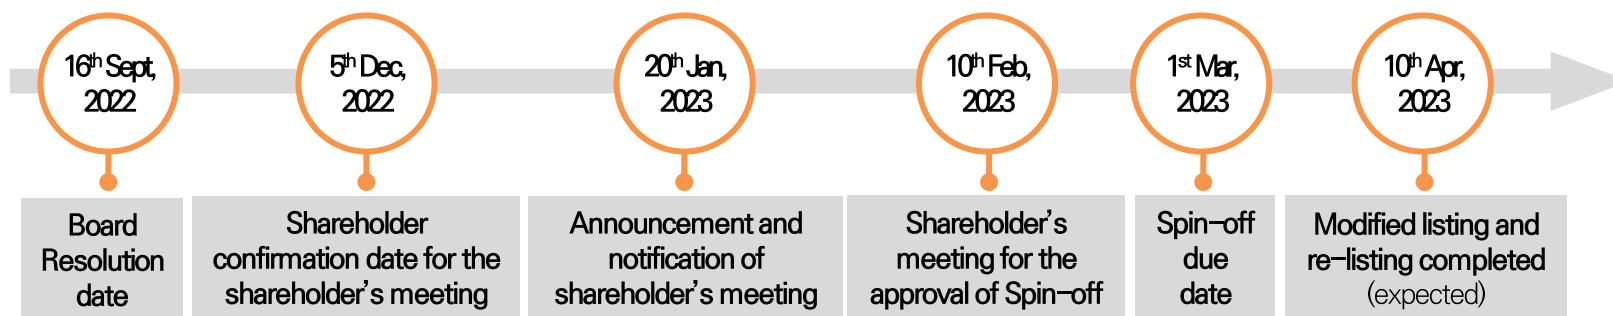 16th Sept,
2022
5th Dec,
2022
20th Jan,
2023
10th Feb,
2023
1st Mar,
2023
10th Apr,
2023
Board
Resolution
date
Shareholder
confirmation date for the
shareholder's meeting
Announcement and
notification of
shareholder's meeting
Shareholder's
meeting for the
approval of Spin-off
Spin-off
due
date
Modified listing and
re-listing completed
(expected)